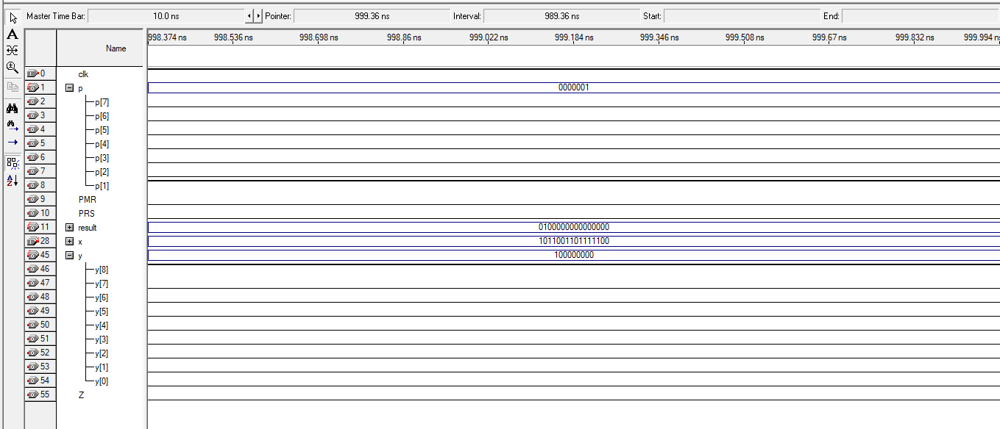 Master Time Bar: 10.0 ns Pointer: 999.36 ns Interval: 989.36 ns Start: End:
998.374 ns 998.536 ns 998.698 ns 998.86 ns 999.022 ns 999.184 ns 999.346 ns 999.508 ns 999.67 ns 999.832 ns 999.994 ns
Name
0 clk
1 p 0000001
2 p[7]
3 p[6]
4 p[5]
5 p[4]
6 p[3]
7 p[2]
8 p[1]
9 PMR
10 PRS
11 result 0100000000000000
28 x 1011001101111100
45 y 100000000
46 y[8]
47 y[7]
48 y[6]
49 y[5]
50 y[4]
51 y[3]
52 y[2]
53 y[1]
54 y[0]
55 Z